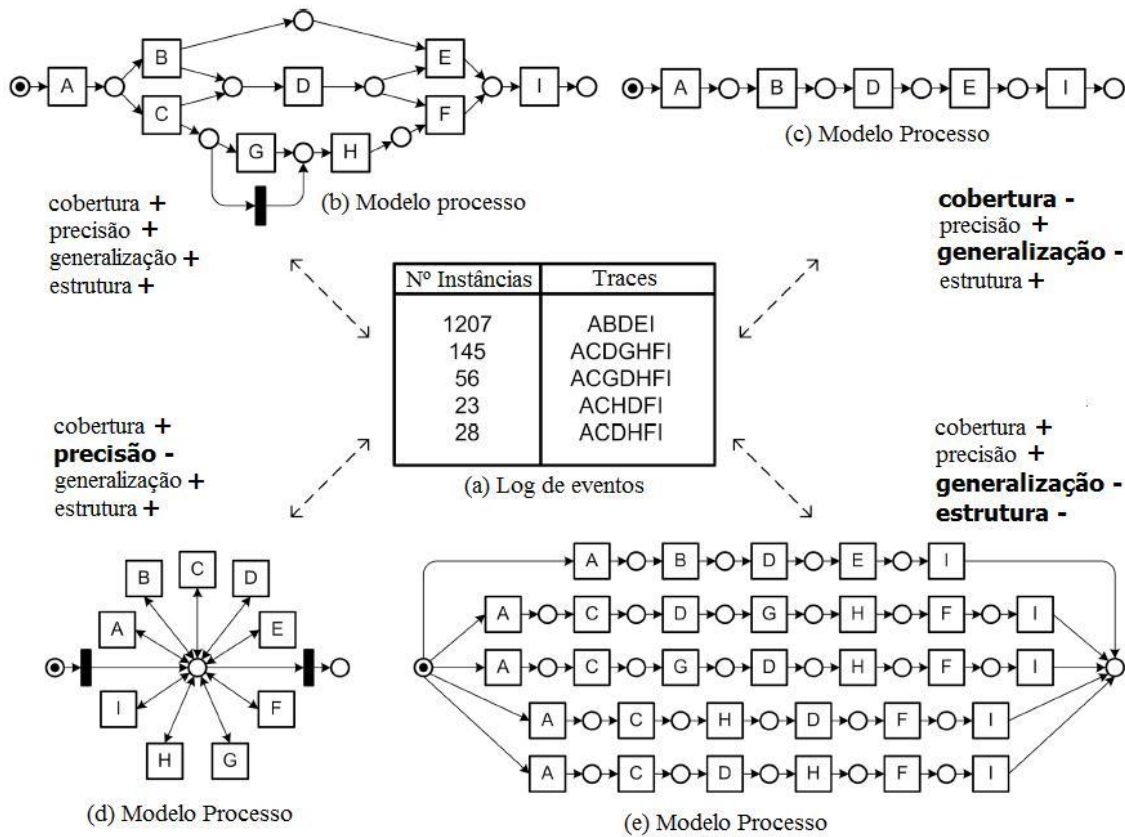 B
E
A
D
I
C
F
G
H
(b) Modelo processo
A
B
D
E
I
(c) Modelo Processo
cobertura +
precisão +
generalização +
estrutura +
cobertura -
precisão +
generalização -
estrutura +
Nº Instâncias Traces
1207 ABDEI
145 ACDGHFI
56 ACGDHFI
23 ACHDFI
28 ACDHFI
(a) Log de eventos
cobertura +
precisão -
generalização +
estrutura +
cobertura +
precisão +
generalização -
estrutura -
B
C
D
A
E
I
F
H
G
(d) Modelo Processo
A B D E I
A C D G H F I
A C G D H F I
A C H D F I
A C D H F I
(e) Modelo Processo